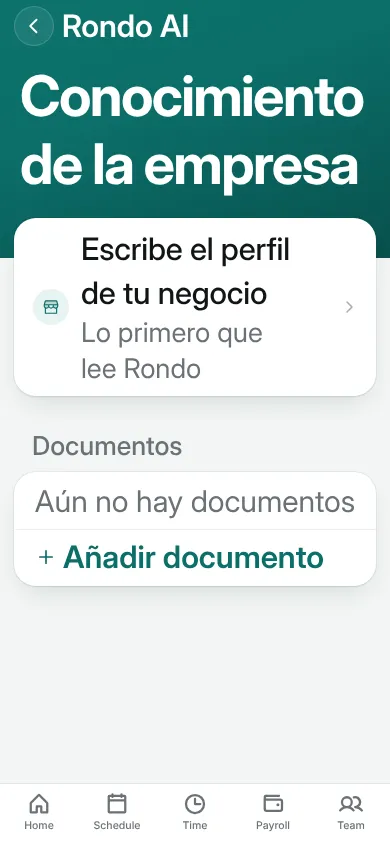 Rondo AI
Conocimiento
de la empresa
Escribe el perfil
de tu negocio
Lo primero que
lee Rondo
Documentos
Aún no hay documentos
+ Añadir documento
Home
Schedule
Time
Payroll
Team